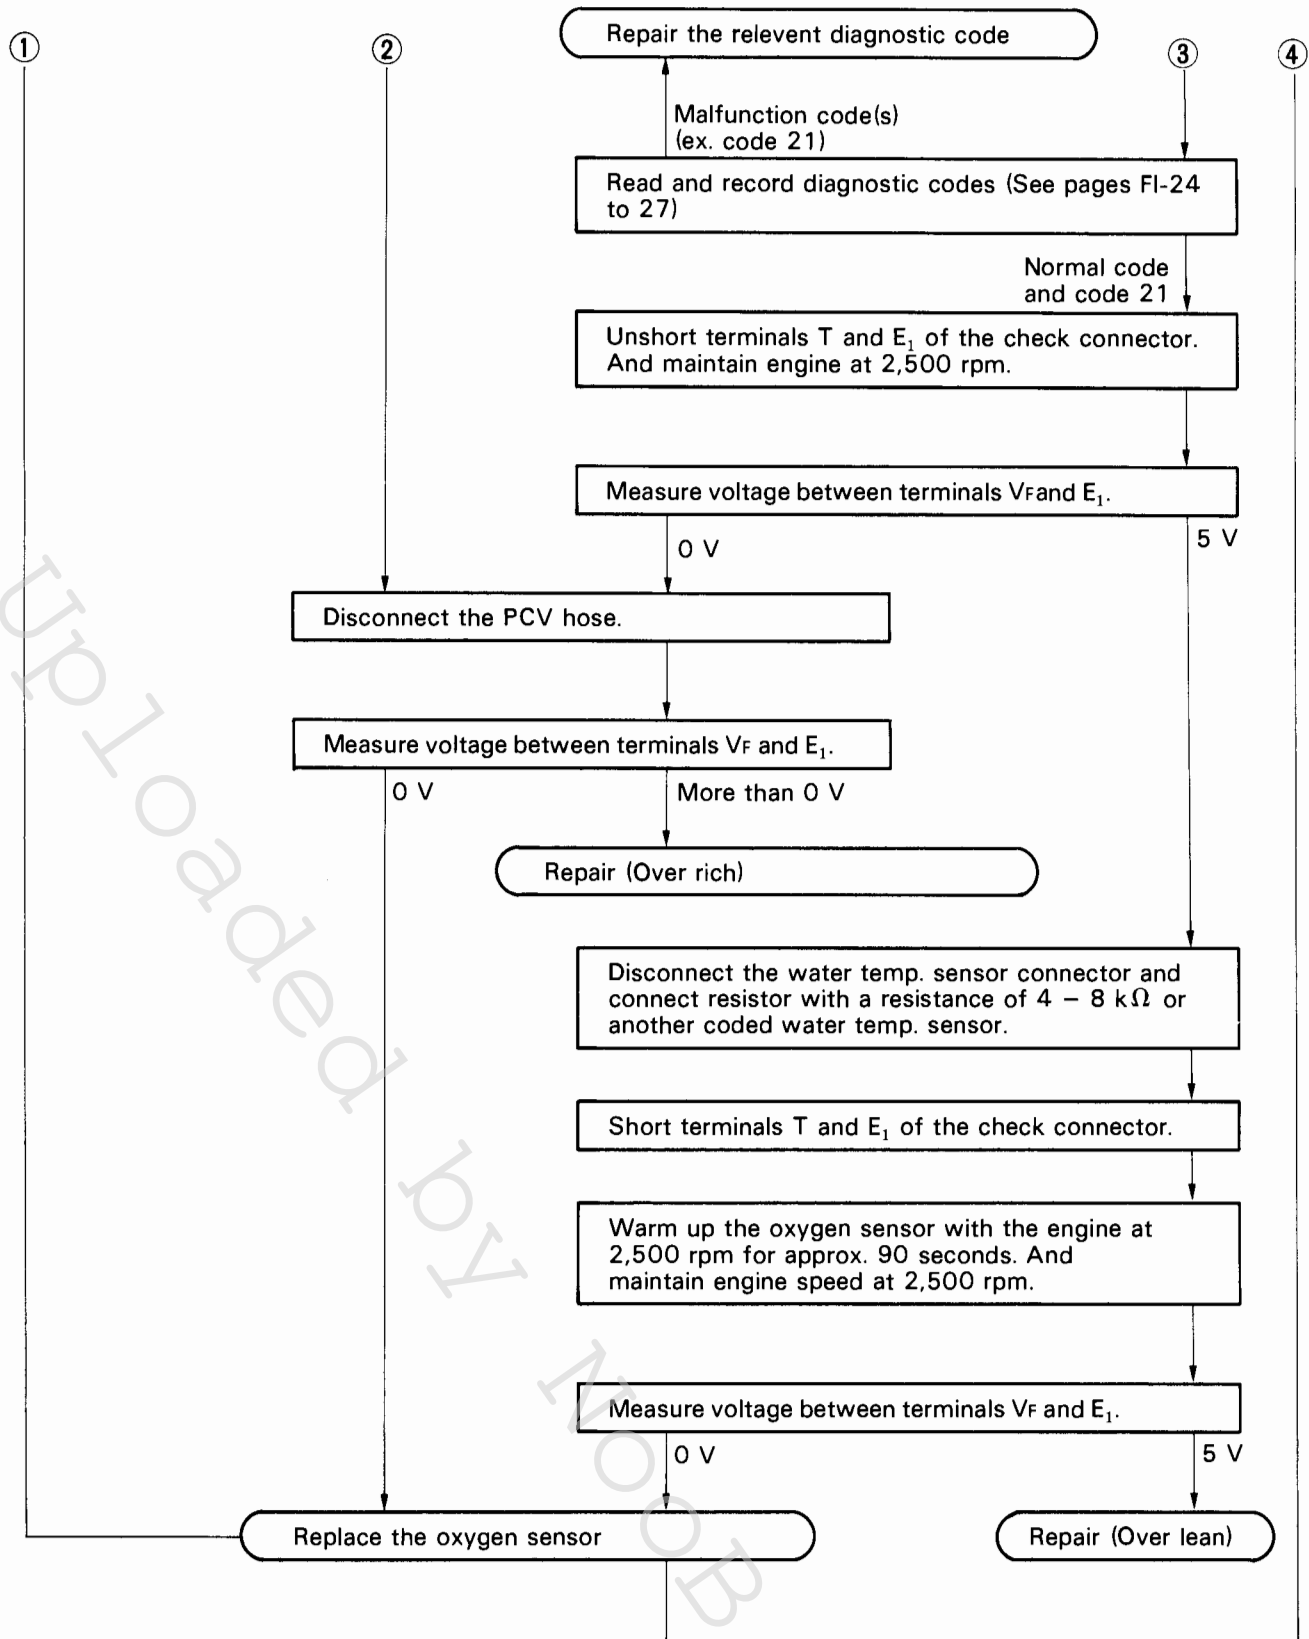 Repair the relevent diagnostic code
①
②
③
④
Malfunction code(s)
(ex. code 21)
Read and record diagnostic codes (See pages FI-24
to 27)
Normal code
and code 21
Unshort terminals T and E₁ of the check connector.
And maintain engine at 2,500 rpm.
Measure voltage between terminals VFand E₁.
0 V
5 V
Disconnect the PCV hose.
Measure voltage between terminals VF and E₁.
0 V
More than 0 V
Repair (Over rich)
Disconnect the water temp. sensor connector and
connect resistor with a resistance of 4 – 8 kΩ or
another coded water temp. sensor.
Short terminals T and E₁ of the check connector.
Warm up the oxygen sensor with the engine at
2,500 rpm for approx. 90 seconds. And
maintain engine speed at 2,500 rpm.
Measure voltage between terminals VF and E₁.
0 V
5 V
Replace the oxygen sensor
Repair (Over lean)
Uploaded by NooB